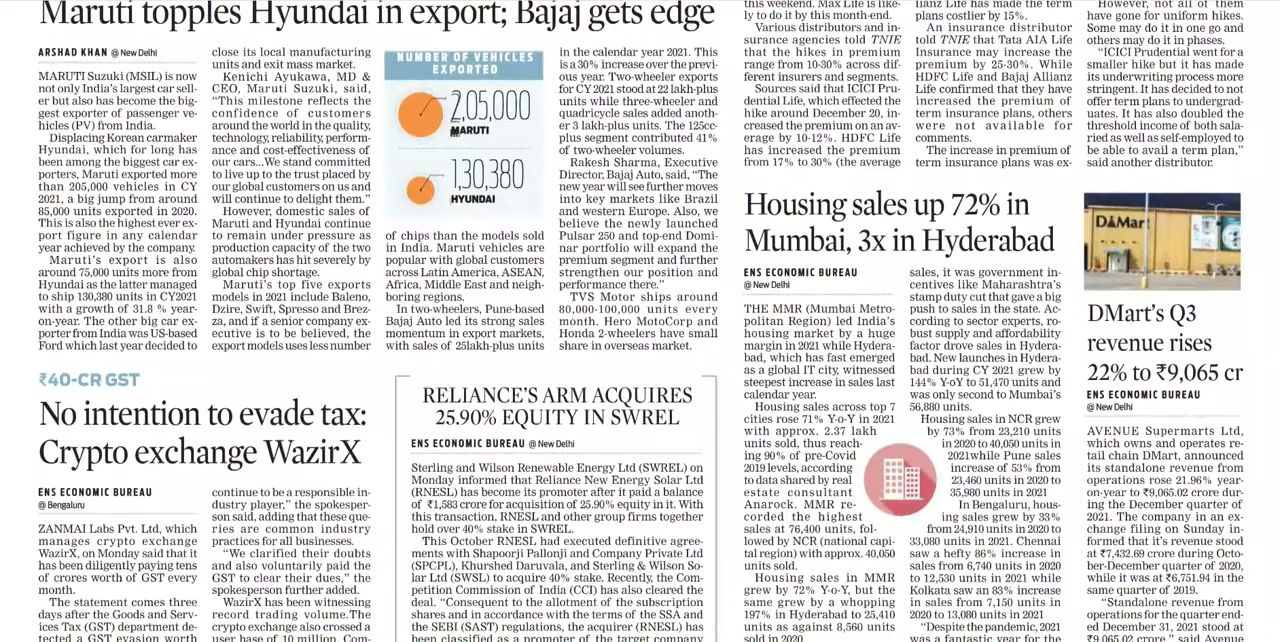 Maruti topples Hyundai in export; Bajaj gets edge
ARSHAD KHAN @ New Delhi
MARUTI Suzuki (MSIL) is now
not only India's largest car sell-
er but also has become the big-
gest exporter of passenger ve-
hicles (PV) from India.
Displacing Korean carmaker
Hyundai, which for long has
been among the biggest car ex-
porters, Maruti exported more
than 205,000 vehicles in CY
2021, a big jump from around
85,000 units exported in 2020.
This is also the highest ever ex-
port figure in any calendar
year achieved by the company.
Maruti's export is also
around 75,000 units more from
Hyundai as the latter managed
to ship 130,380 units in CY2021
with a growth of 31.8 % year-
on-year. The other big car ex-
porter from India was US-based
Ford which last year decided to
close its local manufacturing
units and exit mass market.
Kenichi Ayukawa, MD &
CEO, Maruti Suzuki, said,
"This milestone reflects the
confidence of customers
around the world in the quality,
technology, reliability, perform-
ance and cost-effectiveness of
our cars...We stand committed
to live up to the trust placed by
our global customers on us and
will continue to delight them."
However, domestic sales of
Maruti and Hyundai continue
to remain under pressure as
production capacity of the two
automakers has hit severely by
global chip shortage.
Maruti's top five exports
models in 2021 include Baleno,
Dzire, Swift, Spresso and Brez-
za, and if a senior company ex-
ecutive is to be believed, the
export models uses less number
NUMBER OF VEHICLES
EXPORTED
2,05,000
MARUTI
1,30,380
HYUNDAI
of chips than the models sold
in India. Maruti vehicles are
popular with global customers
across Latin America, ASEAN,
Africa, Middle East and neigh-
boring regions.
In two-wheelers, Pune-based
Bajaj Auto led its strong sales
momentum in export markets,
with sales of 25lakh-plus units
in the calendar year 2021. This
is a 30% increase over the previ-
ous year. Two-wheeler exports
for CY 2021 stood at 22 lakh-plus
units while three-wheeler and
quadricycle sales added anoth-
er 3 lakh-plus units. The 125cc-
plus segment contributed 41%
of two-wheeler volumes.
Rakesh Sharma, Executive
Director, Bajaj Auto, said, "The
new year will see further moves
into key markets like Brazil
and western Europe. Also, we
believe the newly launched
Pulsar 250 and top-end Domi-
nar portfolio will expand the
premium segment and further
strengthen our position and
performance there."
TVS Motor ships around
80,000-100,000 units every
month. Hero MotoCorp and
Honda 2-wheelers have small
share in overseas market.
this weekend. Max Life is like-
ly to do it by this month-end.
Various distributors and
insurance agencies told TNIE
that the hikes in premium
range from 10-30% across dif-
ferent insurers and segments.
Sources said that ICICI Pru-
dential Life, which effected the
hike around December 20, in-
creased the premium on an av-
erage by 10-12%. HDFC Life
has increased the premium
from 17% to 30% (the average
lianz Life has made the term
plans costlier by 15%.
An insurance distributor
told TNIE that Tata AIA Life
Insurance may increase the
premium by 25-30%. While
HDFC Life and Bajaj Allianz
Life confirmed that they have
increased the premium of
term insurance plans, others
were not available for
comments.
The increase in premium of
term insurance plans was ex-
However, not all of them
have gone for uniform hikes.
Some may do it in one go and
others may do it in phases.
"ICICI Prudential went for a
smaller hike but it has made
its underwriting process more
stringent. It has decided to not
offer term plans to undergrad-
uates. It has also doubled the
threshold income of both sala-
ried as well as self-employed to
be able to avail a term plan,"
said another distributor.
₹40-CR GST
No intention to evade tax:
Crypto exchange WazirX
ENS ECONOMIC BUREAU
@ Bengaluru
ZANMAI Labs Pvt. Ltd, which
manages crypto exchange
WazirX, on Monday said that it
has been diligently paying tens
of crores worth of GST every
month.
The statement comes three
days after the Goods and Serv-
ices Tax (GST) department de-
tected a GST evasion worth
continue to be a responsible in-
dustry player," the spokesper-
son said, adding that these que-
ries are common industry
practices for all businesses.
"We clarified their doubts
and also voluntarily paid the
GST to clear their dues," the
spokesperson further added.
WazirX has been witnessing
record trading volume.The
crypto exchange also crossed a
user base of 10 million. Com-
RELIANCE'S ARM ACQUIRES
25.90% EQUITY IN SWREL
ENS ECONOMIC BUREAU @ New Delhi
Sterling and Wilson Renewable Energy Ltd (SWREL) on
Monday informed that Reliance New Energy Solar Ltd
(RNESL) has become its promoter after it paid a balance
of ₹1,583 crore for acquisition of 25.90% equity in it. With
this transaction, RNESL and other group firms together
hold over 40% stake in SWREL.
This October RNESL had executed definitive agree-
ments with Shapoorji Pallonji and Company Private Ltd
(SPCPL), Khurshed Daruvala, and Sterling & Wilson So-
lar Ltd (SWSL) to acquire 40% stake. Recently, the Com-
petition Commission of India (CCI) has also cleared the
deal. "Consequent to the allotment of the subscription
shares and in accordance with the terms of the SSA and
the SEBI (SAST) regulations, the acquirer (RNESL) has
been classified as a promoter of the target company
Housing sales up 72% in
Mumbai, 3x in Hyderabad
ENS ECONOMIC BUREAU
@ New Delhi
THE MMR (Mumbai Metro-
politan Region) led India's
housing market by a huge
margin in 2021 while Hydera-
bad, which has fast emerged
as a global IT city, witnessed
steepest increase in sales last
calendar year.
Housing sales across top 7
cities rose 71% Y-o-Y in 2021
with approx. 2.37 lakh
units sold, thus reach-
ing 90% of pre-Covid
2019 levels, according
to data shared by real
estate consultant
Anarock. MMR re-
corded the highest
sales at 76,400 units, fol-
lowed by NCR (national capi-
tal region) with approx. 40,050
units sold.
Housing sales in MMR
grew by 72% Y-o-Y, but the
same grew by a whopping
197% in Hyderabad to 25,410
units as against 8,560 units
sold in 2020.
sales, it was government in-
centives like Maharashtra's
stamp duty cut that gave a big
push to sales in the state. Ac-
cording to sector experts, ro-
bust supply and affordability
factor drove sales in Hydera-
bad. New launches in Hydera-
bad during CY 2021 grew by
144% Y-oY to 51,470 units and
was only second to Mumbai's
56,880 units.
Housing sales in NCR grew
by 73% from 23,210 units
in 2020 to 40,050 units in
2021while Pune sales
increase of 53% from
23,460 units in 2020 to
35,980 units in 2021
In Bengaluru, hous-
ing sales grew by 33%
from 24,910 units in 2020 to
33,080 units in 2021. Chennai
saw a hefty 86% increase in
sales from 6,740 units in 2020
to 12,530 units in 2021 while
Kolkata saw an 83% increase
in sales from 7,150 units in
2020 to 13,080 units in 2021
"Despite the pandemic, 2021
was a fantastic year for the
DMart
DMart's Q3
revenue rises
22% to ₹9,065 cr
ENS ECONOMIC BUREAU
@ New Delhi
AVENUE Supermarts Ltd,
which owns and operates re-
tail chain DMart, announced
its standalone revenue from
operations rose 21.96% year-
on-year to ₹9,065.02 crore dur-
ing the December quarter of
2021. The company in an ex-
change filing on Sunday in-
formed that it's revenue stood
at ₹7,432.69 crore during Octo-
ber-December quarter of 2020,
while it was at ₹6,751.94 in the
same quarter of 2019.
"Standalone revenue from
operations for the quarter end-
ed December 31, 2021 stood at
₹9,065.02 crore," said Avenue